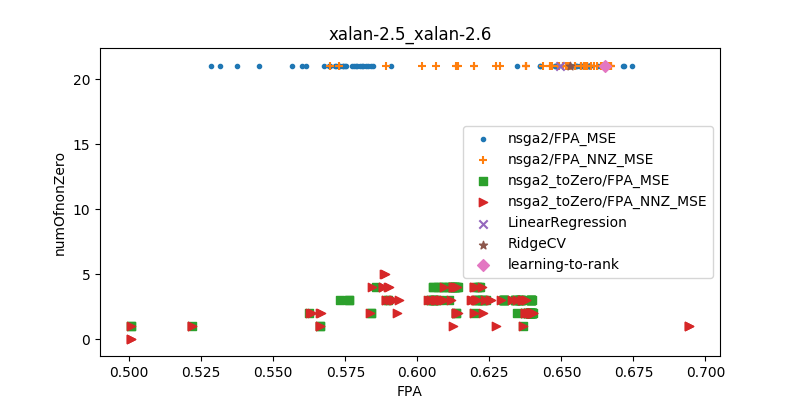 xalan-2.5_xalan-2.6
numOfnonZero
20
15
10
5
0
nsga2/FPA_MSE
nsga2/FPA_NNZ_MSE
nsga2_toZero/FPA_MSE
nsga2_toZero/FPA_NNZ_MSE
LinearRegression
RidgeCV
learning-to-rank
0.500 0.525 0.550 0.575 0.600 0.625 0.650 0.675 0.700
FPA